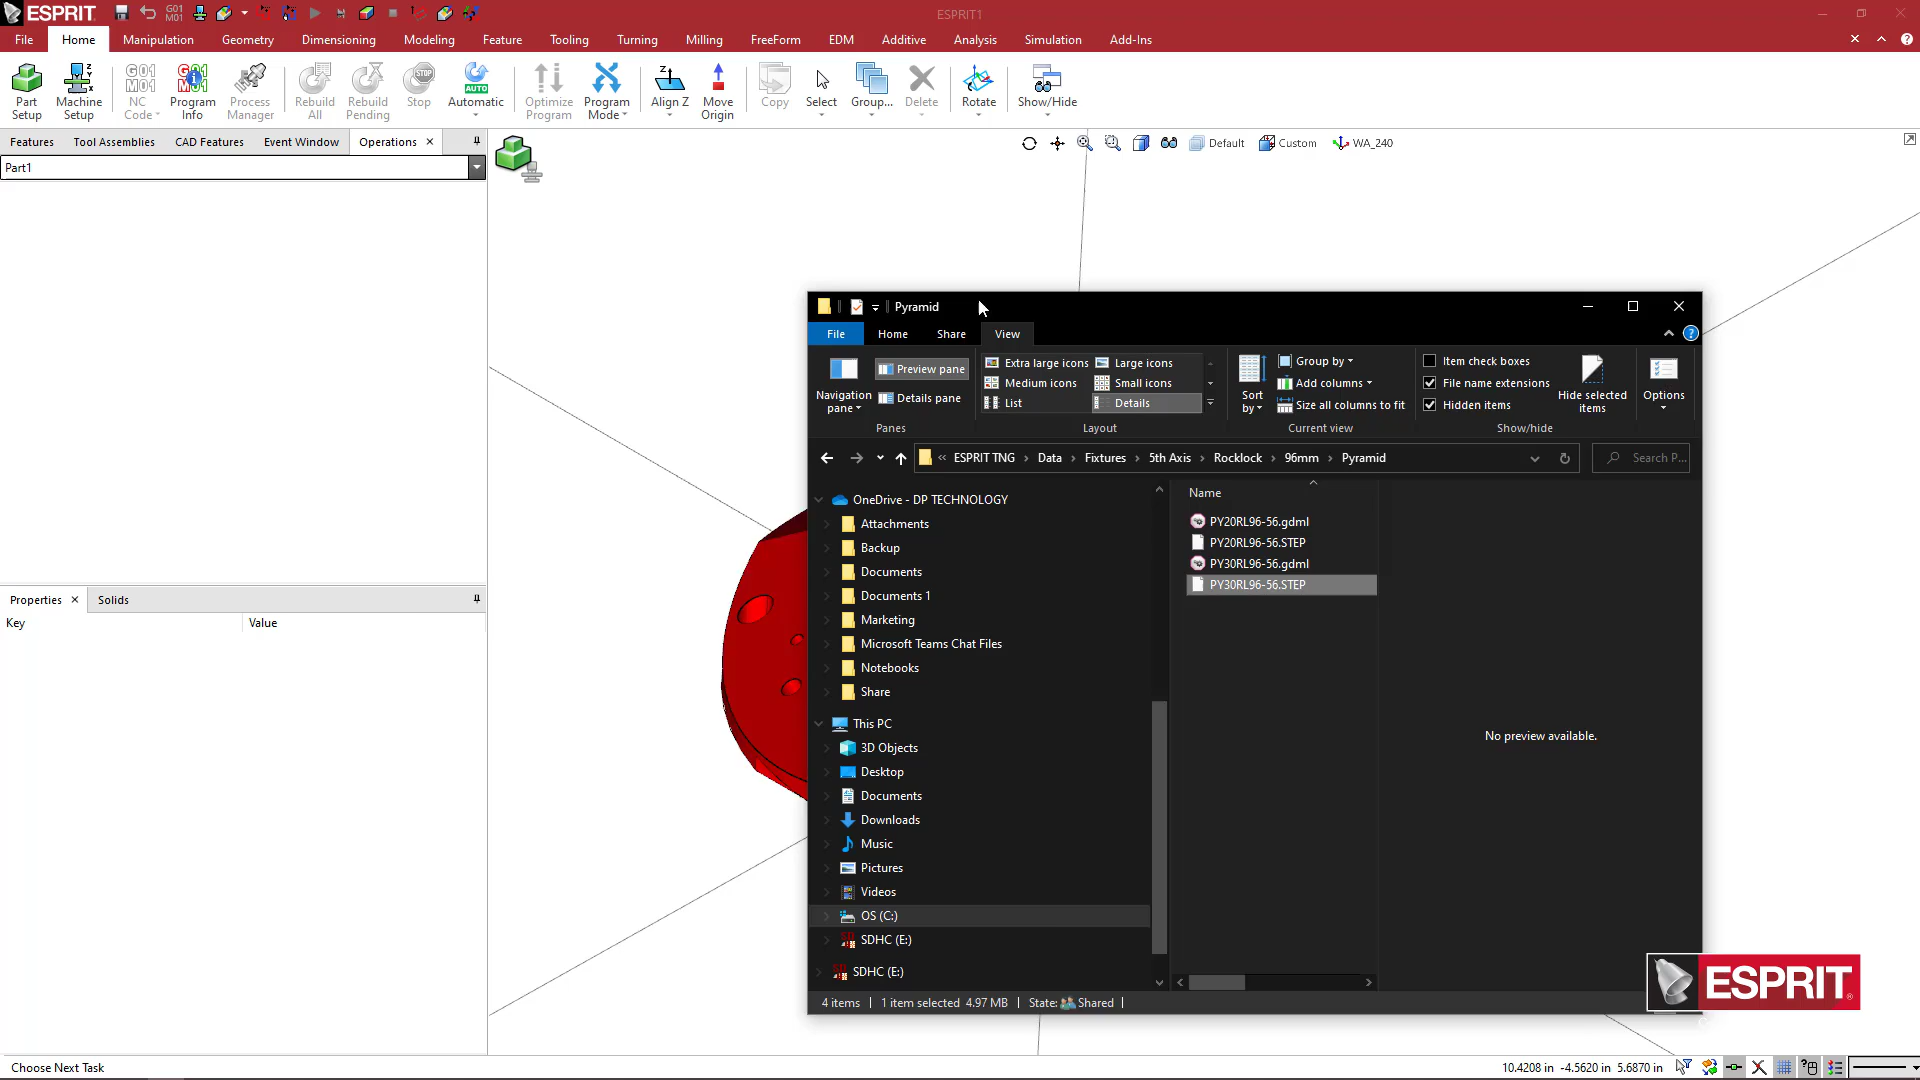 ESPRIT
G01
M01
ESPRIT1
File Home Manipulation Geometry Dimensioning Modeling Feature Tooling Turning Milling FreeForm EDM Additive Analysis Simulation Add-Ins
Part Setup
Machine Setup
G01 M01 NC Code
G01 M01 Program Info
Process Manager
Rebuild All
Rebuild Pending
STOP Stop
AUTO Automatic
Optimize Program
Program Mode
Align Z
Move Origin
Copy
Select
Group...
Delete
Rotate
Show/Hide
Features Tool Assemblies CAD Features Event Window Operations
Part1
Default Custom WA_240
Properties Solids
Key Value
Pyramid
File Home Share View
Navigation pane
Preview pane
Details pane
Panes
Extra large icons Large icons
Medium icons Small icons
List Details
Layout
Sort by
Group by
Add columns
Size all columns to fit
Current view
Item check boxes
File name extensions
Hidden items
Hide selected items
Show/hide
Options
« ESPRIT TNG > Data > Fixtures > 5th Axis > Rocklock > 96mm > Pyramid
Search P...
OneDrive - DP TECHNOLOGY
Attachments
Backup
Documents
Documents 1
Marketing
Microsoft Teams Chat Files
Notebooks
Share
This PC
3D Objects
Desktop
Documents
Downloads
Music
Pictures
Videos
OS (C:)
SDHC (E:)
SDHC (E:)
Name
PY20RL96-56.gdml
PY20RL96-56.STEP
PY30RL96-56.gdml
PY30RL96-56.STEP
No preview available.
4 items 1 item selected 4.97 MB State: Shared
ESPRIT®
Choose Next Task
10.4208 in -4.5620 in 5.6870 in